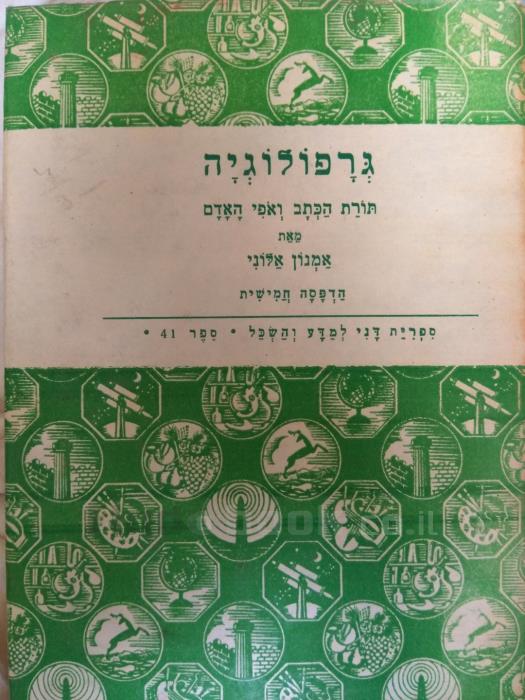 גְּרָפוֹלוֹגְיָה
תּוֹרַת הַכְּתָב וְאֹפִי הָאָדָם
מֵאֵת
אַמְנוֹן אַלּוֹנִי
הַדְפָּסָה חֲמִישִׁית
סִפְרִיַּת דָּנִי לְמַדָּע וְהַשְׂכֵּל • סֵפֶר 41 •